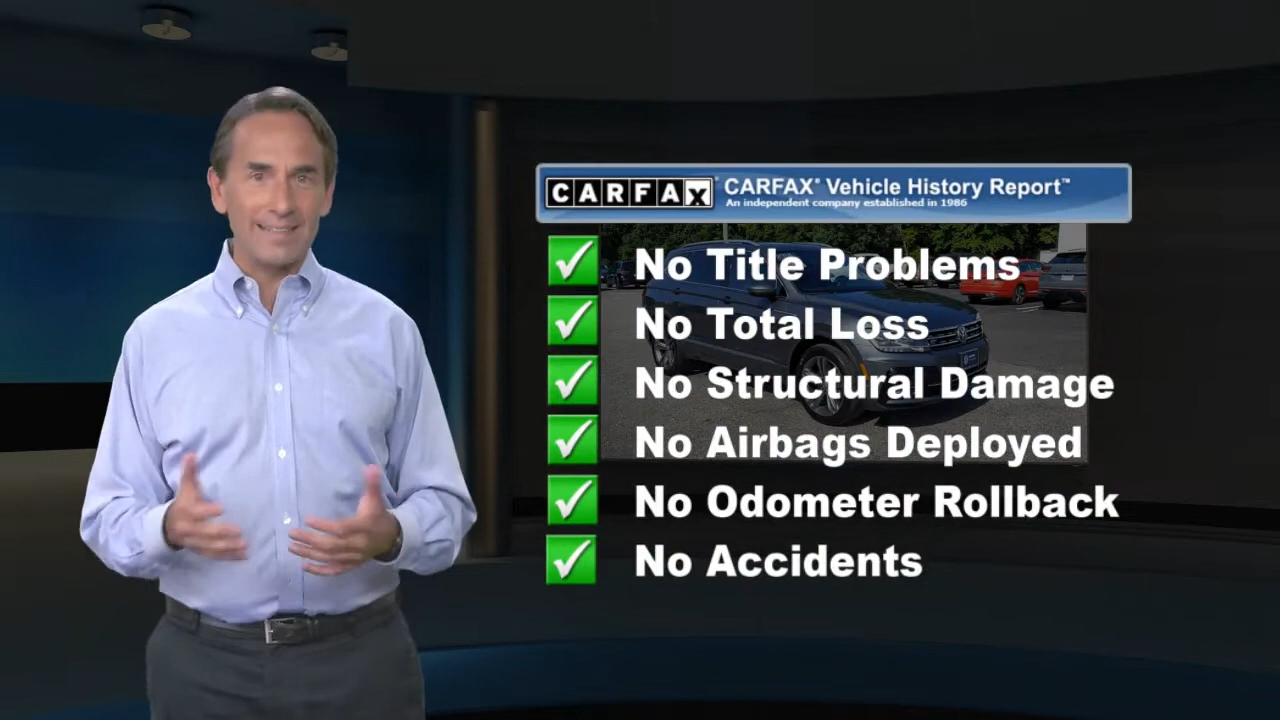 CARFAX
CARFAX® Vehicle History Report™
An independent company established in 1986
No Title Problems
No Total Loss
No Structural Damage
No Airbags Deployed
No Odometer Rollback
No Accidents